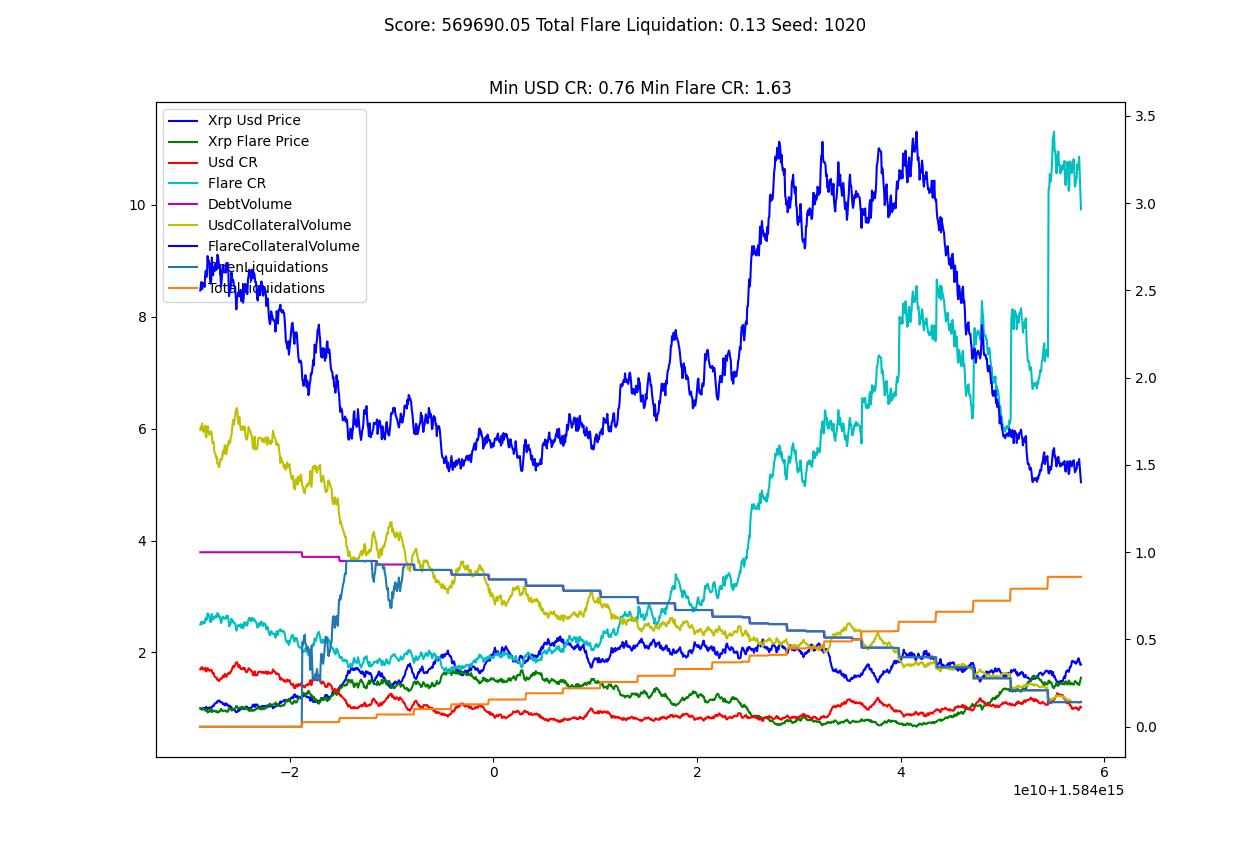 Score: 569690.05 Total Flare Liquidation: 0.13 Seed: 1020
Min USD CR: 0.76 Min Flare CR: 1.63
Xrp Usd Price
Xrp Flare Price
Usd CR
Flare CR
DebtVolume
UsdCollateralVolume
FlareCollateralVolume
OpenLiquidations
TotalLiquidations
10
8
6
4
2
3.5
3.0
2.5
2.0
1.5
1.0
0.5
0.0
−2
0
2
4
6
1e10+1.584e15